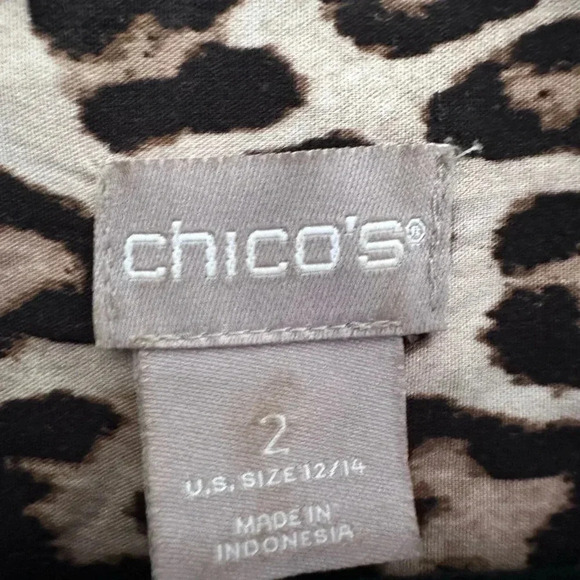 chico's®
2
U.S. SIZE 12/14
MADE IN
INDONESIA